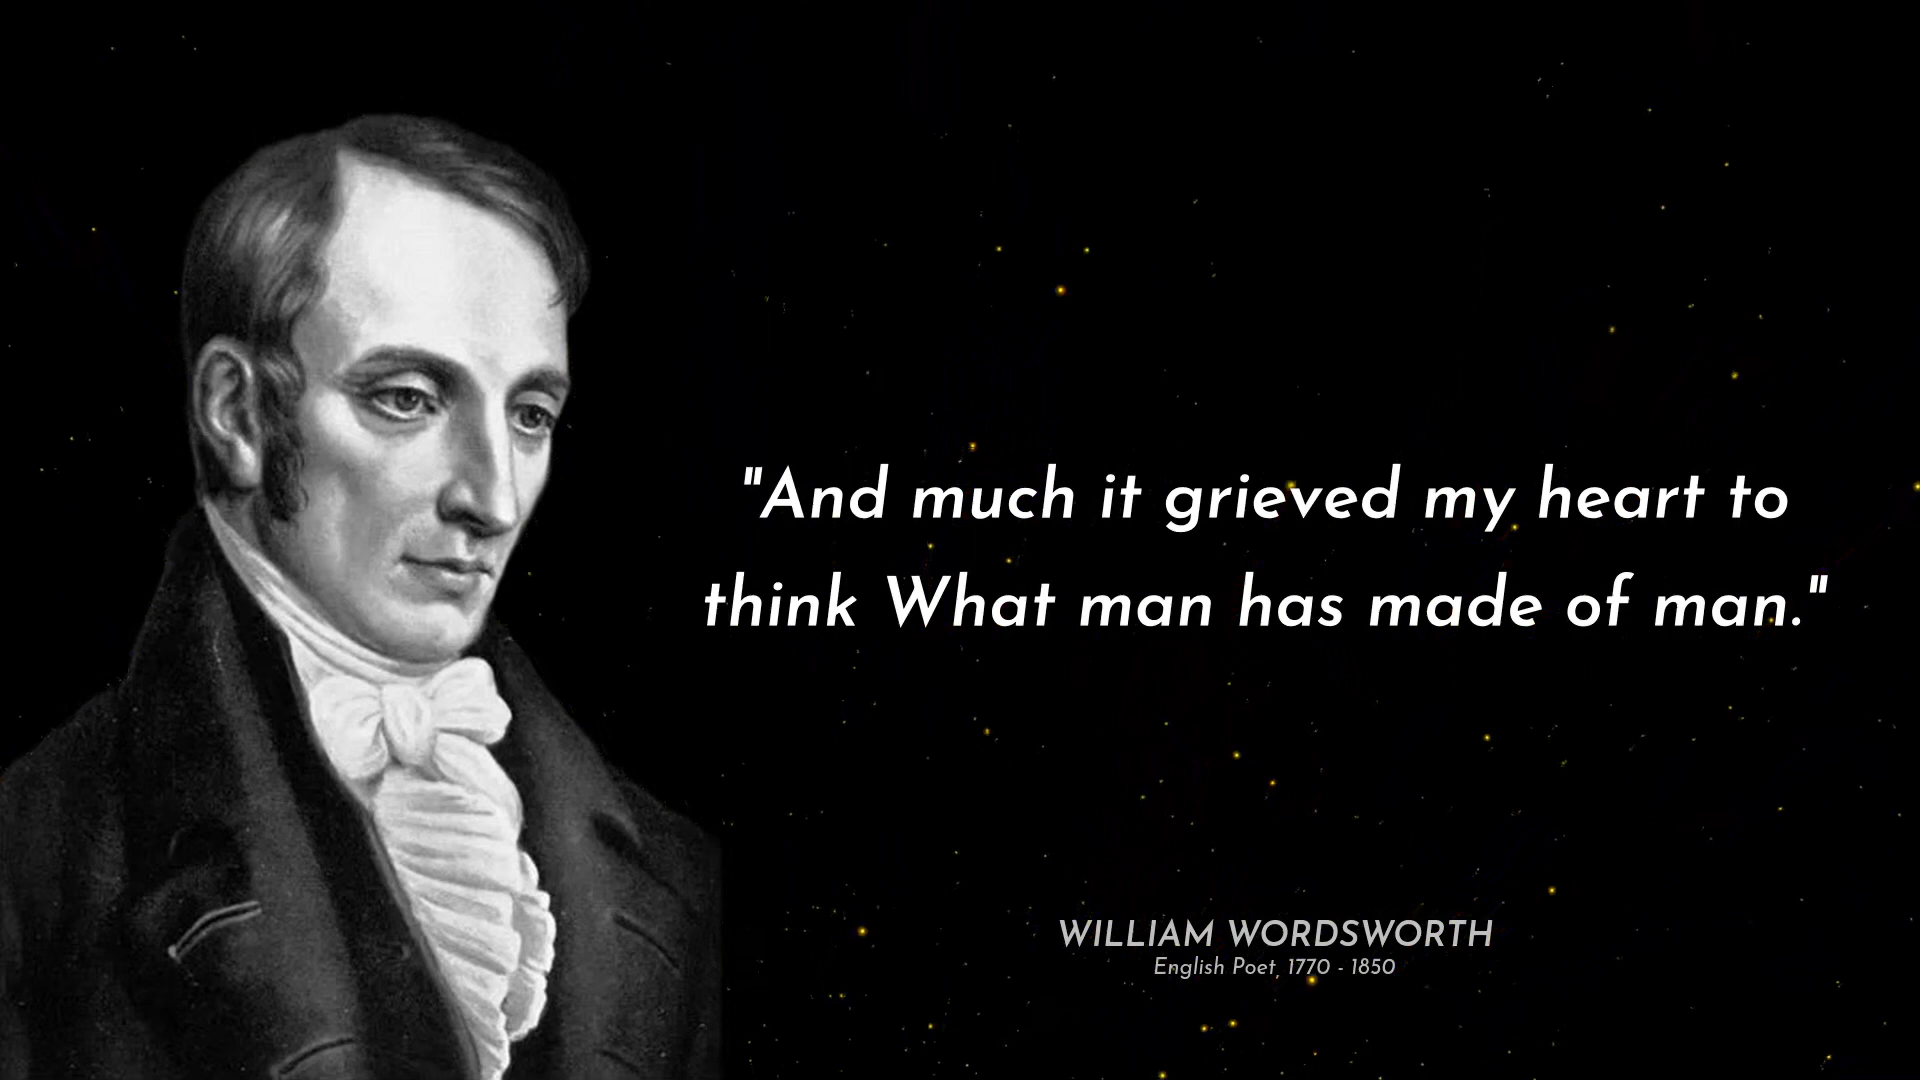 "And much it grieved my heart to
think What man has made of man."
WILLIAM WORDSWORTH
English Poet, 1770 - 1850